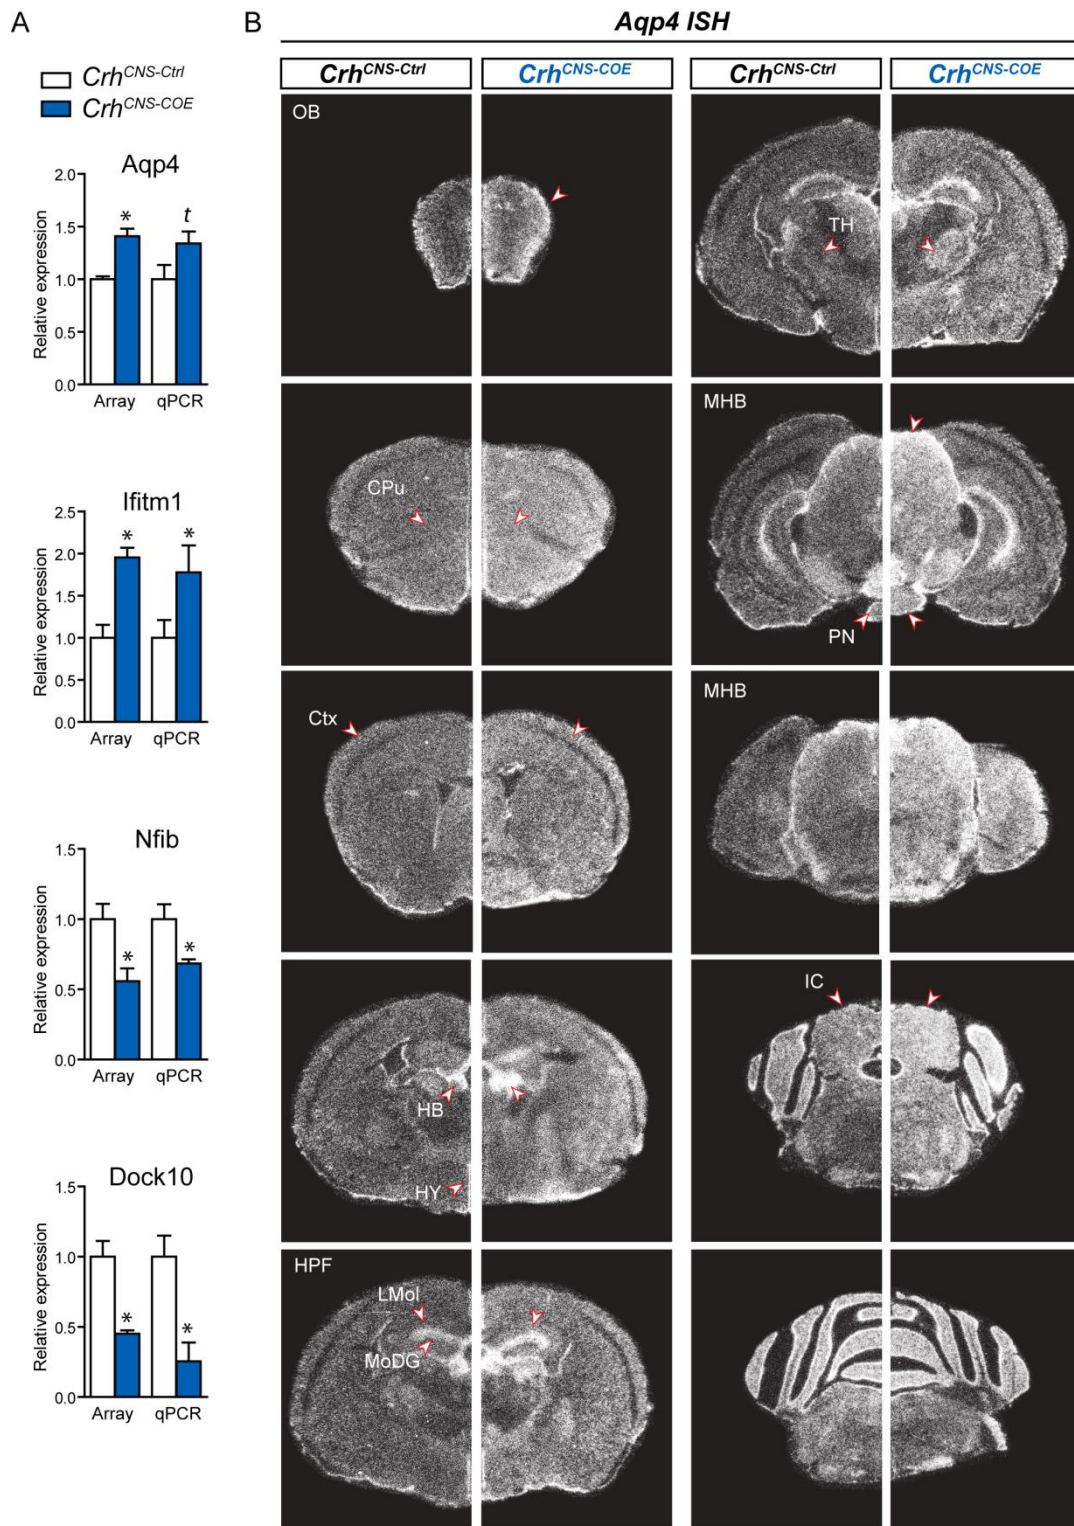 A
Crh^CNS-Ctrl
Crh^CNS-COE
Aqp4
2.0
1.5
1.0
0.5
0.0
Relative expression
*
t
Array
qPCR
Ifitm1
2.5
2.0
1.5
1.0
0.5
0.0
Relative expression
*
*
Array
qPCR
Nfib
1.5
1.0
0.5
0.0
Relative expression
*
*
Array
qPCR
Dock10
1.5
1.0
0.5
0.0
Relative expression
*
*
Array
qPCR
B
Aqp4 ISH
Crh^CNS-Ctrl
Crh^CNS-COE
Crh^CNS-Ctrl
Crh^CNS-COE
OB
CPu
Ctx
HB
HY
HPF
LMol
MoDG
TH
MHB
PN
MHB
IC